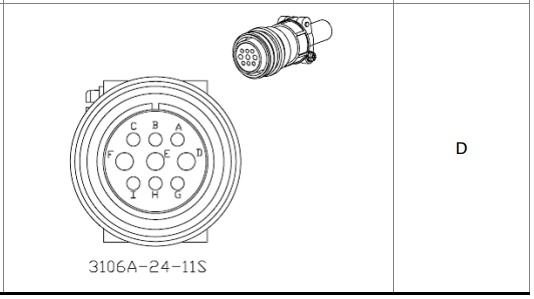 C B A
F E D
I H G
3106A-24-11S
D